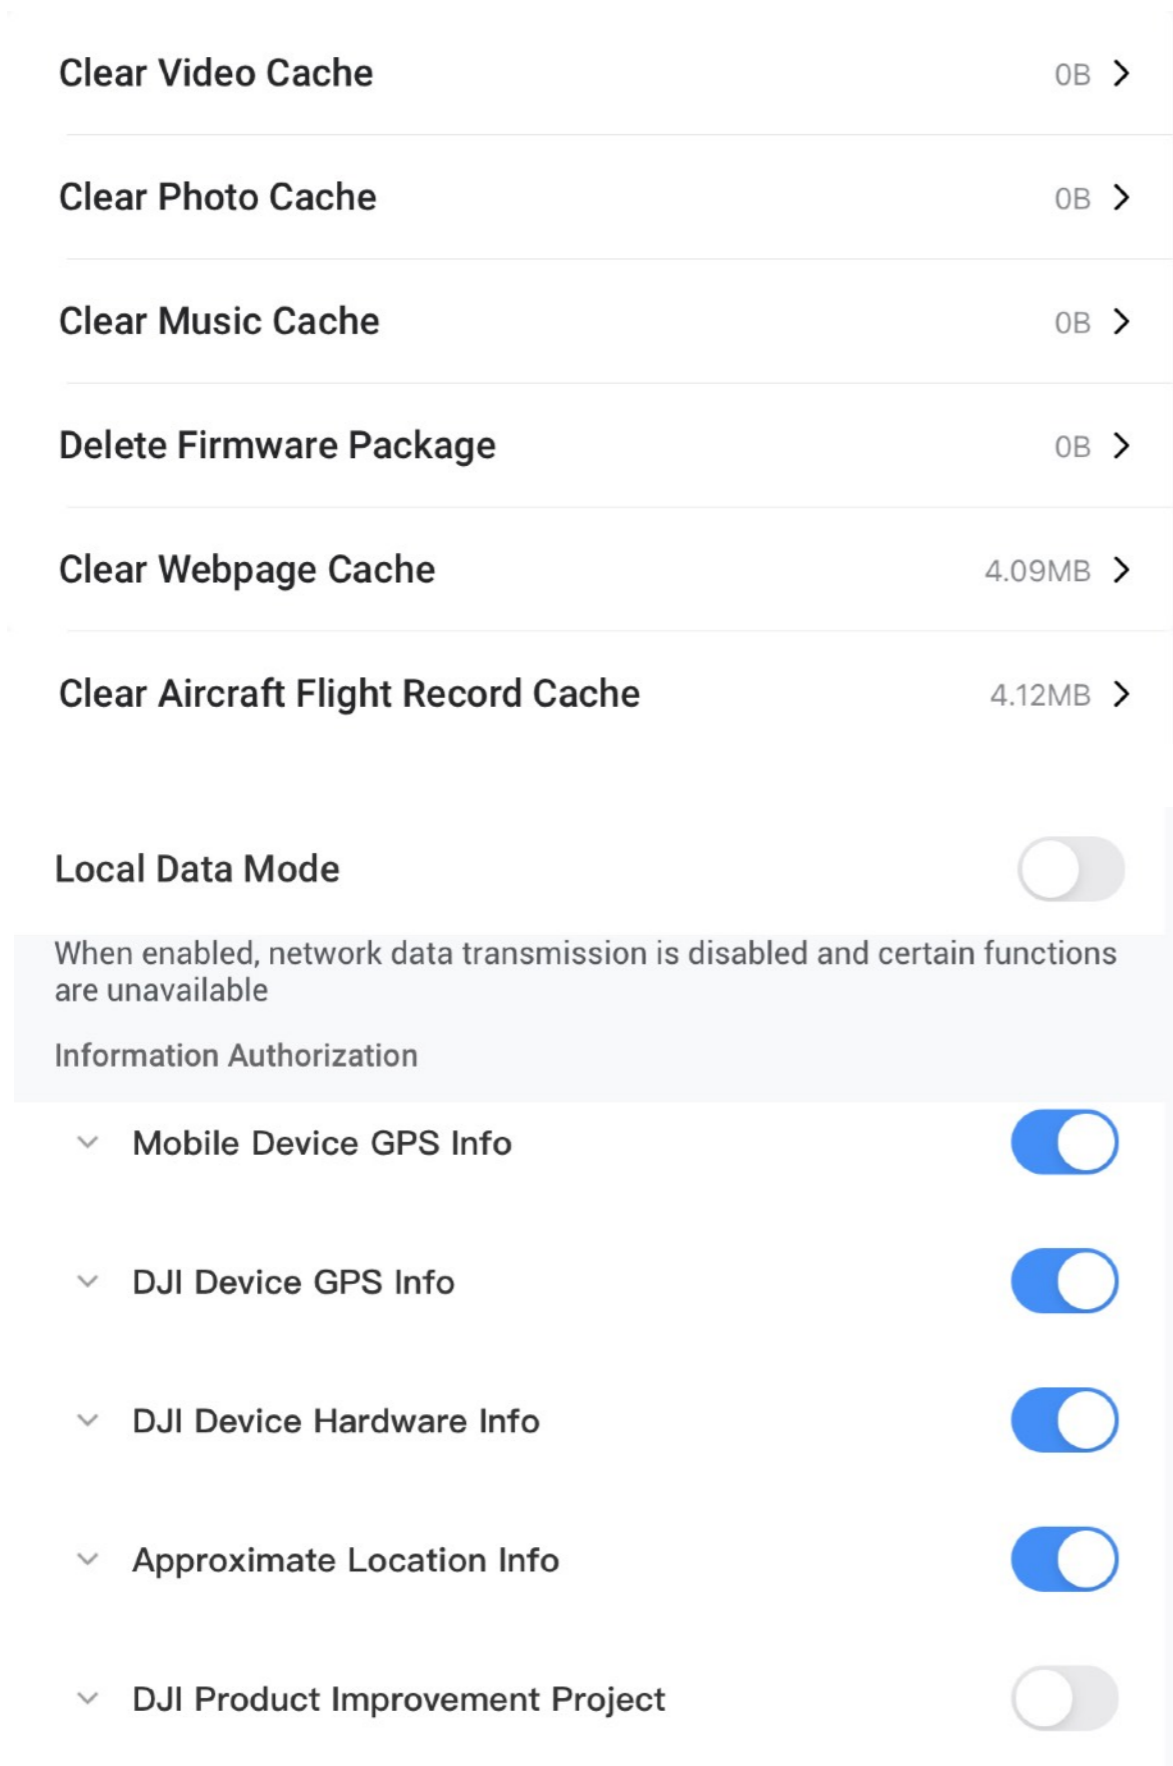 Clear Video Cache 0B
Clear Photo Cache 0B
Clear Music Cache 0B
Delete Firmware Package 0B
Clear Webpage Cache 4.09MB
Clear Aircraft Flight Record Cache 4.12MB
Local Data Mode
When enabled, network data transmission is disabled and certain functions
are unavailable
Information Authorization
Mobile Device GPS Info
DJI Device GPS Info
DJI Device Hardware Info
Approximate Location Info
DJI Product Improvement Project